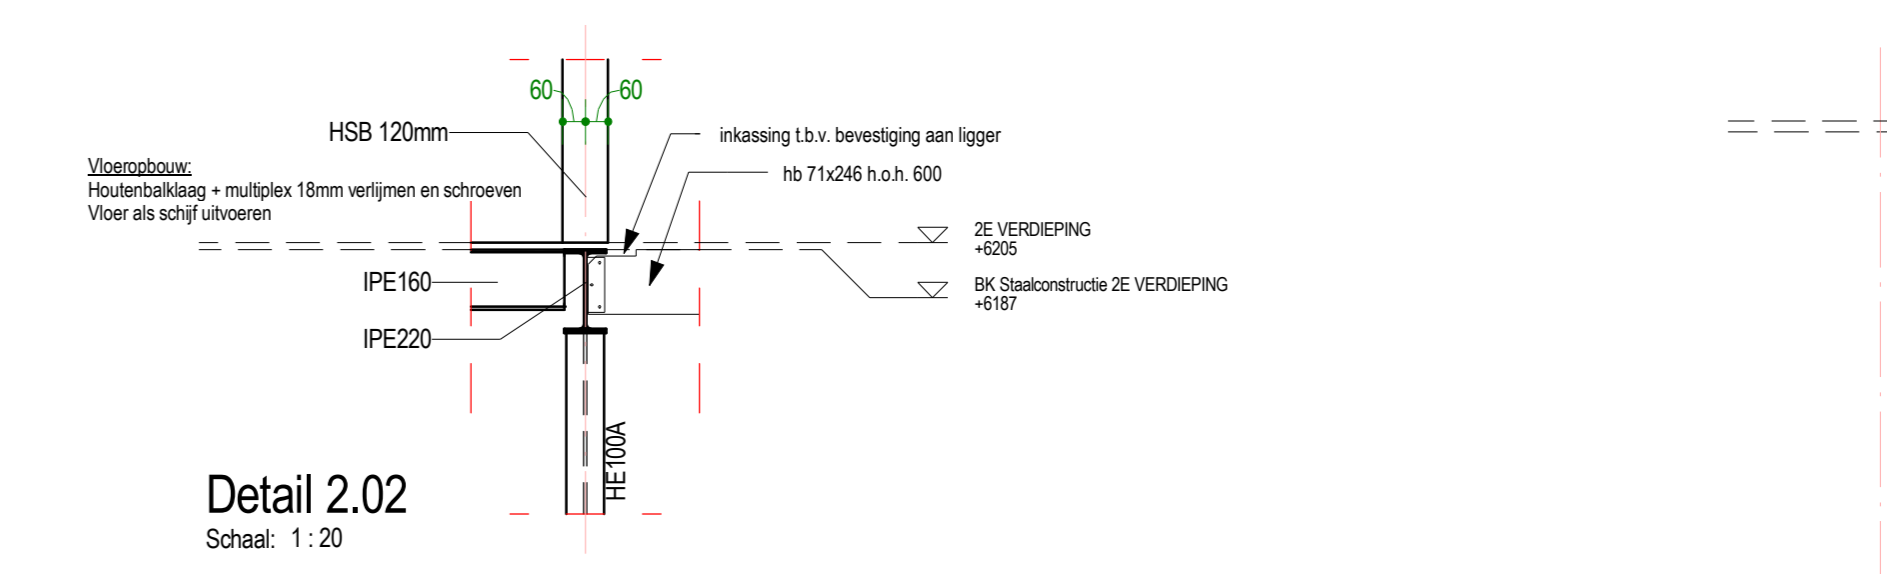 60
60
HSB 120mm
inkassing t.b.v. bevestiging aan ligger
Vloeropbouw:
Houtenbalklaag + multiplex 18mm verlijmen en schroeven
Vloer als schijf uitvoeren
hb 71x246 h.o.h. 600
2E VERDIEPING
+6205
IPE160
BK Staalconstructie 2E VERDIEPING
+6187
IPE220
HE100A
Detail 2.02
Schaal: 1 : 20